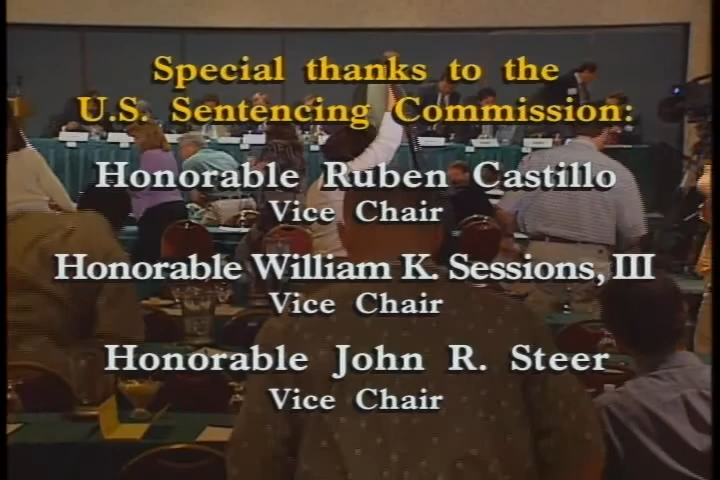 Special thanks to the
U.S. Sentencing Commission:
Honorable Ruben Castillo
Vice Chair
Honorable William K. Sessions, III
Vice Chair
Honorable John R. Steer
Vice Chair